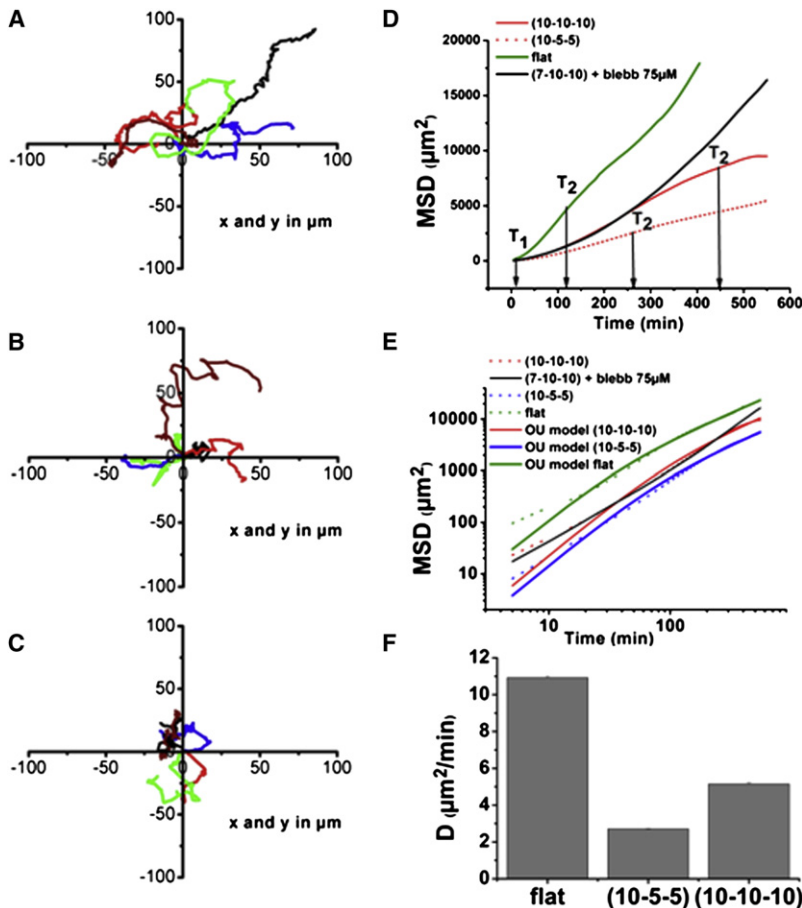 A
100
50
-100
-50
0
0
50
100
-50
-100
x and y in µm
B
100
50
-100
-50
0
0
50
100
-50
-100
x and y in µm
C
100
50
-100
-50
0
0
50
100
-50
-100
x and y in µm
D
(10-10-10)
(10-5-5)
flat
(7-10-10) + blebb 75µM
MSD (µm²)
20000
15000
10000
5000
0
T₁
T₂
T₂
T₂
0 100 200 300 400 500 600
Time (min)
E
(10-10-10)
(7-10-10) + blebb 75µM
(10-5-5)
flat
OU model (10-10-10)
OU model (10-5-5)
OU model flat
MSD (µm²)
10000
1000
100
10
10 100
Time (min)
F
D (µm²/min)
12
10
8
6
4
2
0
flat (10-5-5) (10-10-10)